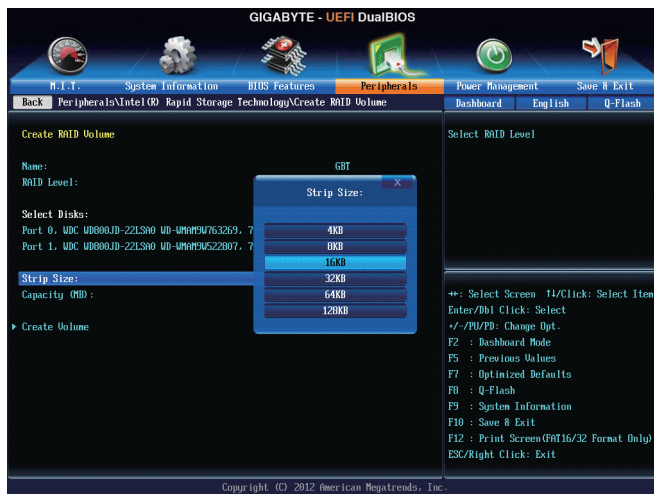 GIGABYTE - UEFI DualBIOS
M.I.T. System Information BIOS Features Peripherals Power Management Save & Exit
Back Peripherals\Intel(R) Rapid Storage Technology\Create RAID Volume Dashboard English Q-Flash
Create RAID Volume
Name: GBT
RAID Level:
Select Disks:
Port 0, WDC WD800JD-22LSA0 WD-WMAM9W763269, 7
Port 1, WDC WD800JD-22LSA0 WD-WMAM9W522807, 7
Strip Size:
Capacity (MB) :
Create Volume
X
Strip Size:
4KB
8KB
16KB
32KB
64KB
128KB
Select RAID Level
→←: Select Screen ↑↓/Click: Select Item
Enter/Dbl Click: Select
+/-/PU/PD: Change Opt.
F2 : Dashboard Mode
F5 : Previous Values
F7 : Optimized Defaults
F8 : Q-Flash
F9 : System Information
F10 : Save & Exit
F12 : Print Screen(FAT16/32 Format Only)
ESC/Right Click: Exit
Copyright (C) 2012 American Megatrends, Inc.